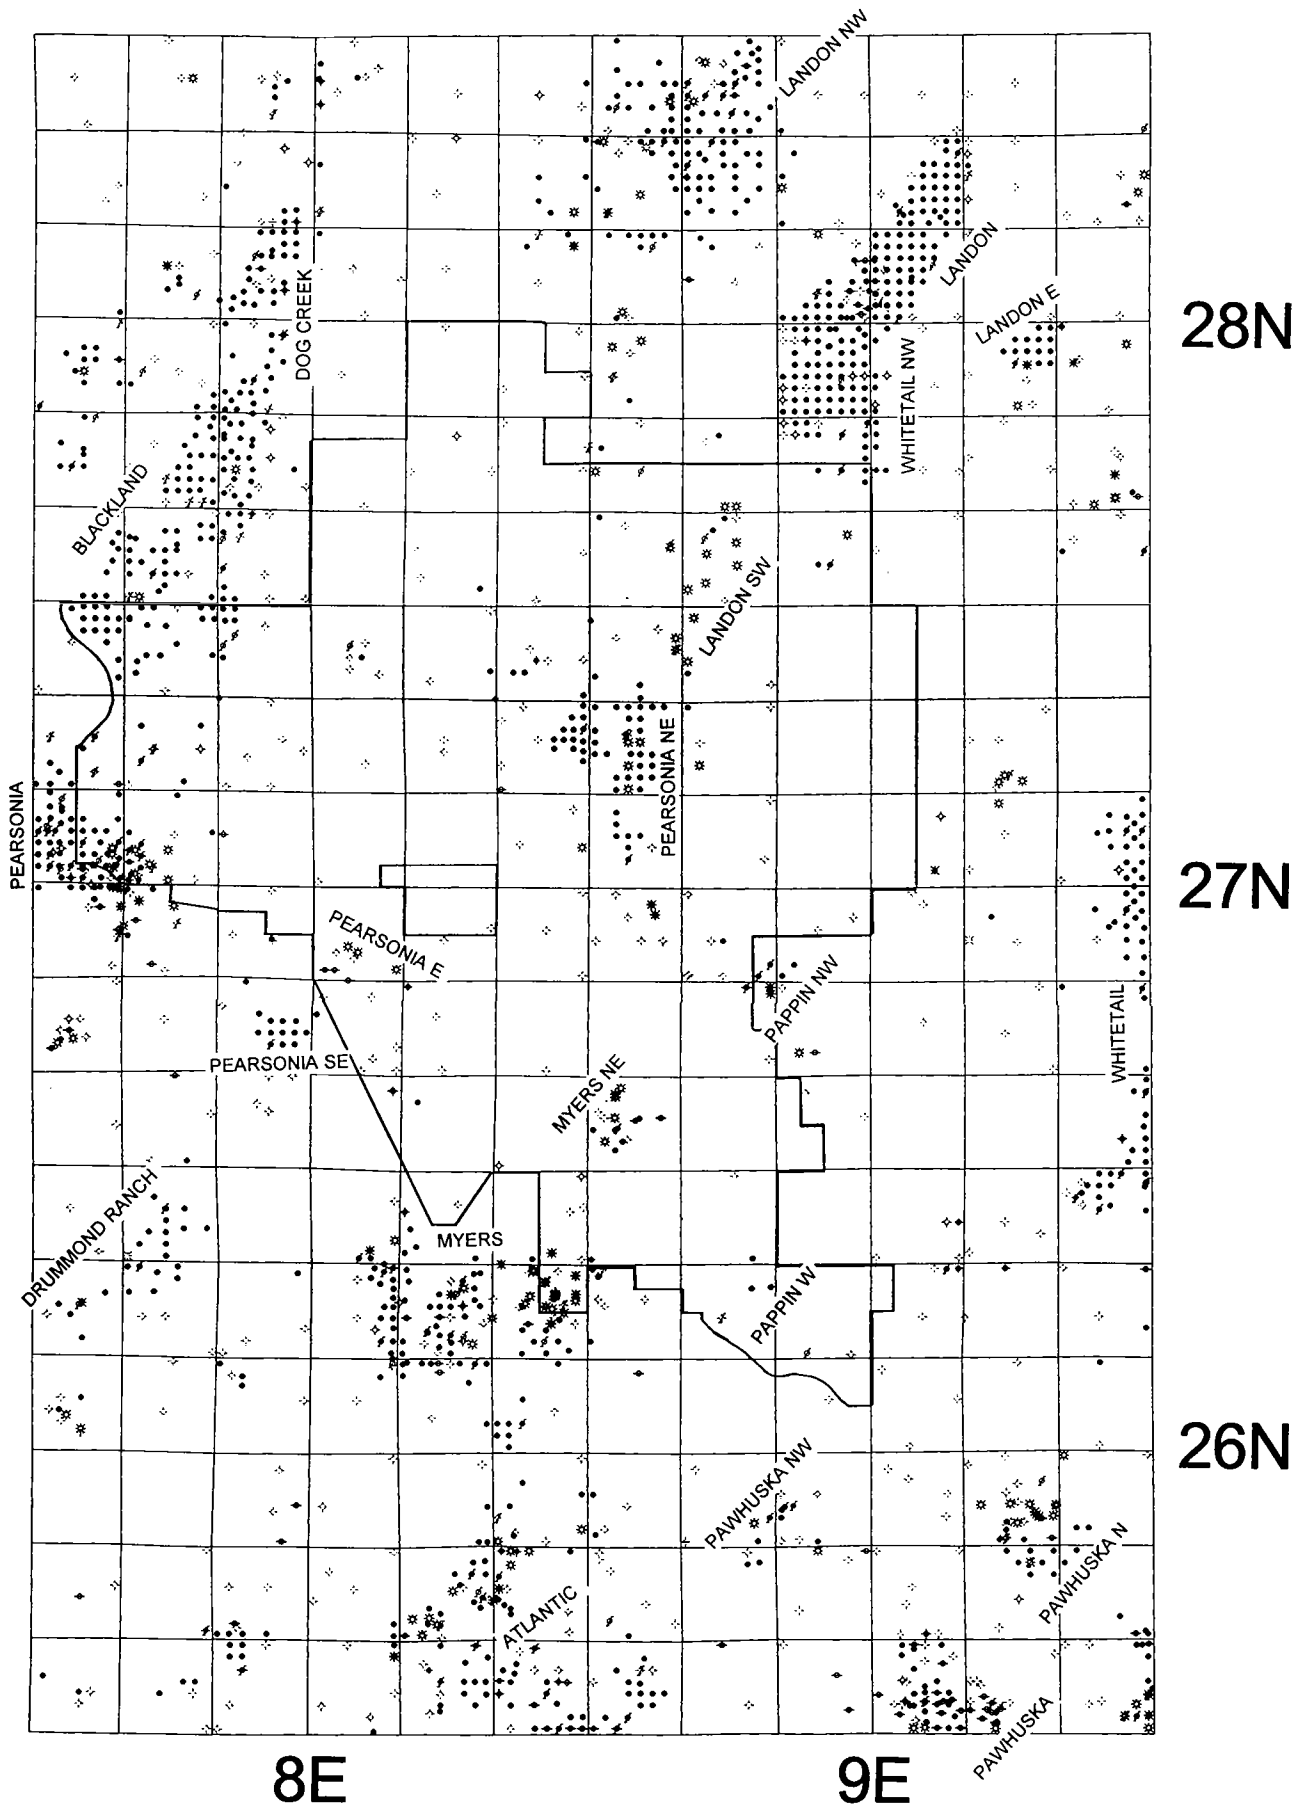 LANDON NW
LANDON
DOG CREEK
LANDON E
28N
WHITETAIL NW
BLACKLAND
LANDON SW
PEARSONIA NE
PEARSONIA
27N
PEARSONIA E
PAPPIN NW
WHITETAIL
PEARSONIA SE
MYERS NE
DRUMMOND RANCH
MYERS
PAPPIN W
26N
PAWHUSKA NW
PAWHUSKA N
ATLANTIC
PAWHUSKA
8E
9E